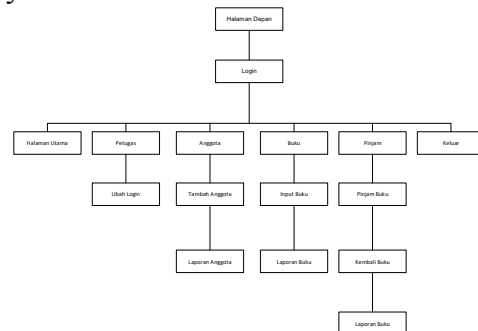 Halaman Depan
Login
Halaman Utama
Petugas
Anggota
Buku
Pinjam
Keluar
Ubah Login
Tambah Anggota
Input Buku
Pinjam Buku
Laporan Anggota
Laporan Buku
Kembali Buku
Laporan Buku